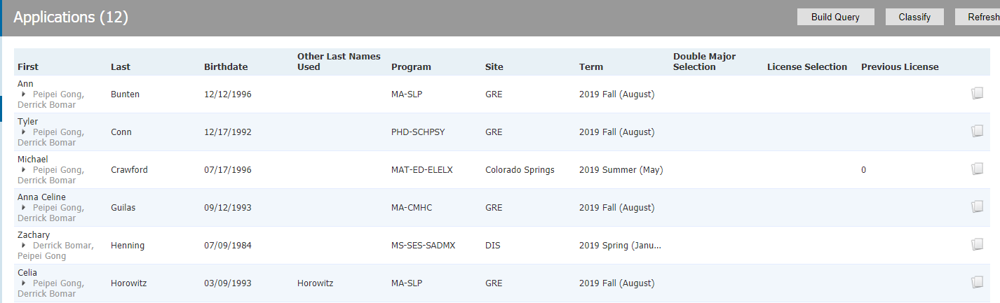 Applications (12)
Build Query Classify Refresh
Other Last Names Double Major
First Last Birthdate Used Program Site Term Selection License Selection Previous License
Ann
Peipei Gong, Bunten 12/12/1996 MA-SLP GRE 2019 Fall (August)
Derrick Bomar
Tyler
Peipei Gong, Conn 12/17/1992 PHD-SCHPSY GRE 2019 Fall (August)
Derrick Bomar
Michael
Peipei Gong, Crawford 07/17/1996 MAT-ED-ELELX Colorado Springs 2019 Summer (May) 0
Derrick Bomar
Anna Celine
Peipei Gong, Guilas 09/12/1993 MA-CMHC GRE 2019 Fall (August)
Derrick Bomar
Zachary
Derrick Bomar, Henning 07/09/1984 MS-SES-SADMX DIS 2019 Spring (Janu...
Peipei Gong
Celia
Peipei Gong, Horowitz 03/09/1993 Horowitz MA-SLP GRE 2019 Fall (August)
Derrick Bomar